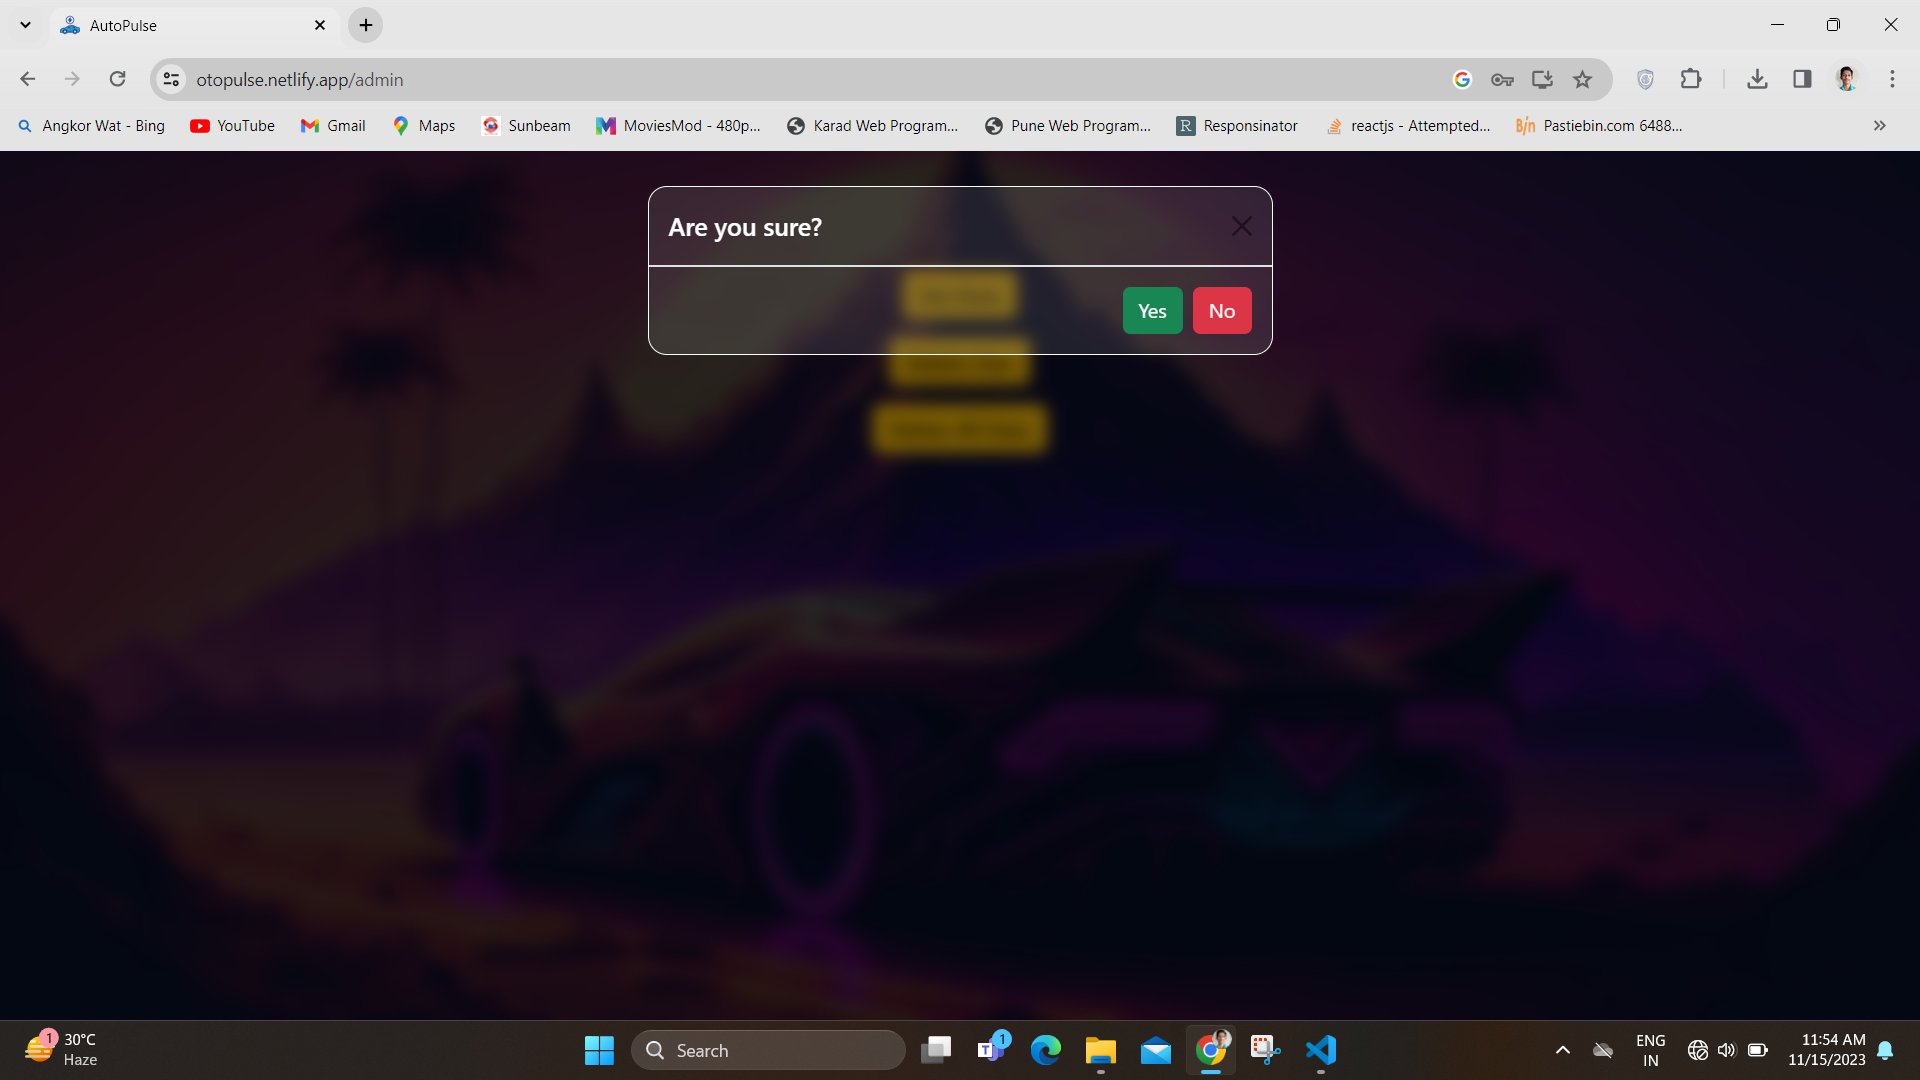 AutoPulse
otopulse.netlify.app/admin
Angkor Wat - Bing
YouTube
Gmail
Maps
Sunbeam
MoviesMod - 480p...
Karad Web Program...
Pune Web Program...
R Responsinator
reactjs - Attempted...
Bin Pastiebin.com 6488...
Are you sure?
Yes No
1
30°C
Haze
Search
1
ENG
IN
11:54 AM
11/15/2023